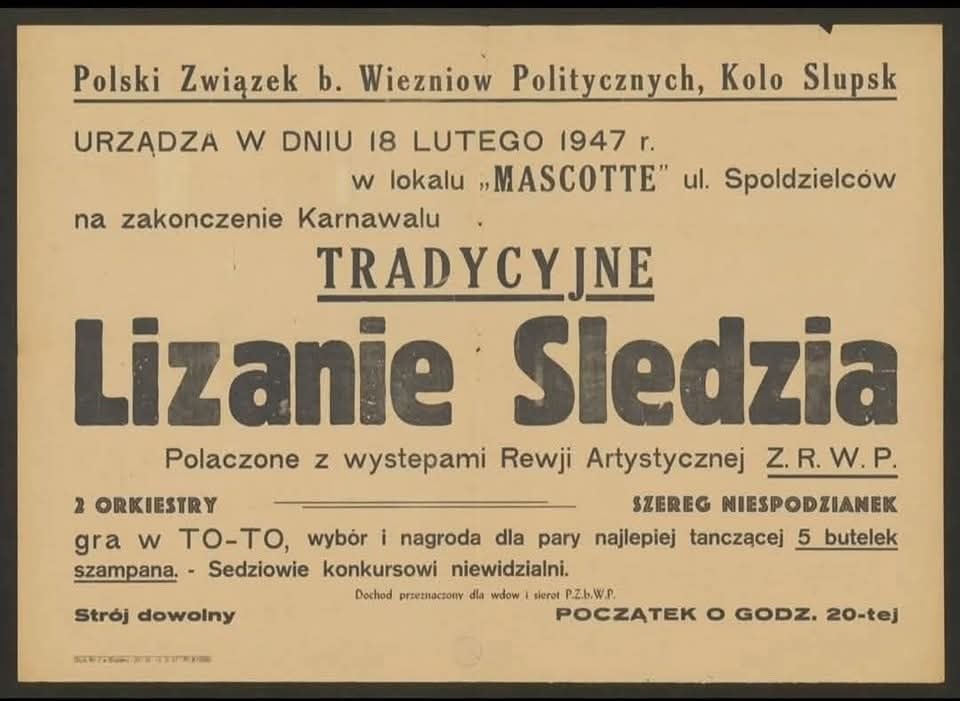 Polski Związek b. Wiezniow Politycznych, Kolo Slupsk
URZĄDZA W DNIU 18 LUTEGO 1947 r.
w lokalu „MASCOTTE" ul. Spoldzielców
na zakonczenie Karnawalu
TRADYCYJNE
Lizanie Sledzia
Polaczone z wystepami Rewji Artystycznej Z. R. W. P.
2 ORKIESTRY SZEREG NIESPODZIANEK
gra w TO-TO, wybór i nagroda dla pary najlepiej tanczącej 5 butelek
szampana. - Sedziowie konkursowi niewidzialni.
Dochod przeznaczony dla wdow i sierot P.Z.b.W.P.
Strój dowolny POCZĄTEK O GODZ. 20-tej